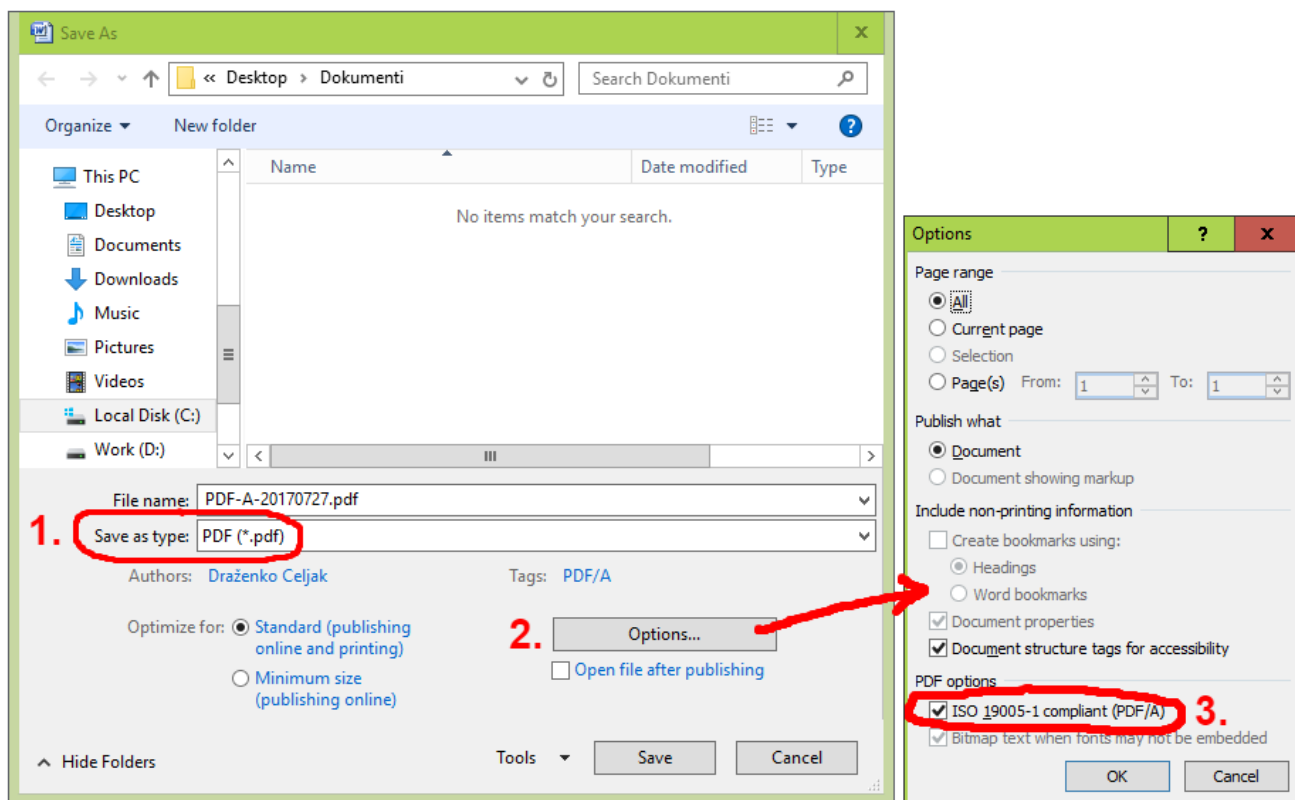 Save As
« Desktop > Dokumenti
Search Dokumenti
Organize
New folder
Name
Date modified
Type
This PC
Desktop
Documents
Downloads
Music
Pictures
Videos
Local Disk (C:)
Work (D:)
No items match your search.
File name: PDF-A-20170727.pdf
1. Save as type: PDF (*.pdf)
Authors: Draženko Celjak
Tags: PDF/A
Optimize for: Standard (publishing
online and printing)
Minimum size
(publishing online)
2. Options...
Open file after publishing
Hide Folders
Tools
Save
Cancel
Options
?
x
Page range
All
Current page
Selection
Page(s) From: 1 To: 1
Publish what
Document
Document showing markup
Include non-printing information
Create bookmarks using:
Headings
Word bookmarks
Document properties
Document structure tags for accessibility
PDF options
ISO 19005-1 compliant (PDF/A) 3.
Bitmap text when fonts may not be embedded
OK
Cancel